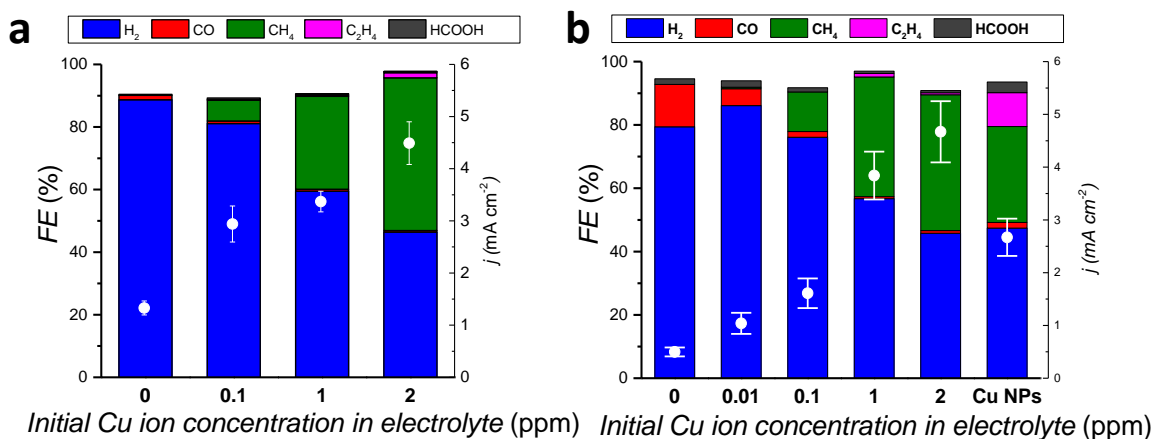 a
H₂ CO CH₄ C₂H₄ HCOOH
100
80
60
40
20
0
FE (%)
6
5
4
3
2
1
0
j (mA cm⁻²)
0 0.1 1 2
Initial Cu ion concentration in electrolyte (ppm)
b
H₂ CO CH₄ C₂H₄ HCOOH
100
80
60
40
20
0
FE (%)
6
5
4
3
2
1
0
j (mA cm⁻²)
0 0.01 0.1 1 2 Cu NPs
Initial Cu ion concentration in electrolyte (ppm)